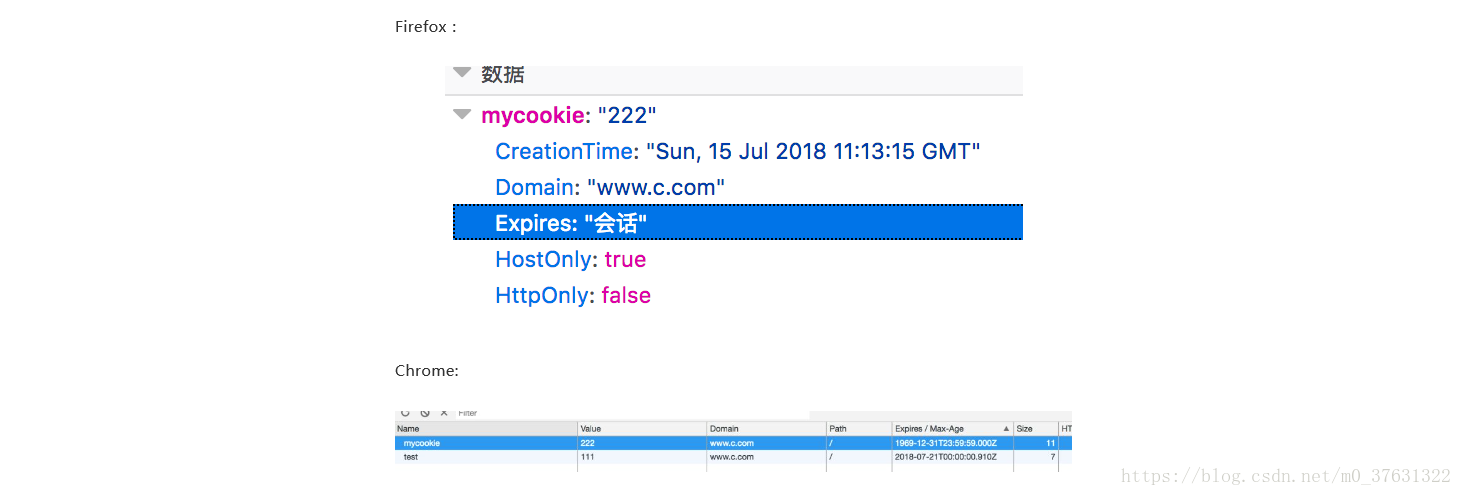 Firefox：
数据
mycookie: "222"
CreationTime: "Sun, 15 Jul 2018 11:13:15 GMT"
Domain: "www.c.com"
Expires: "会话"
HostOnly: true
HttpOnly: false
Chrome:
Filter
Name Value Domain Path Expires / Max-Age Size HT
mycookie 222 www.c.com / 1969-12-31T23:59:59.000Z 11
test 111 www.c.com / 2018-07-21T00:00:00.910Z 7
https://blog.csdn.net/m0_37631322